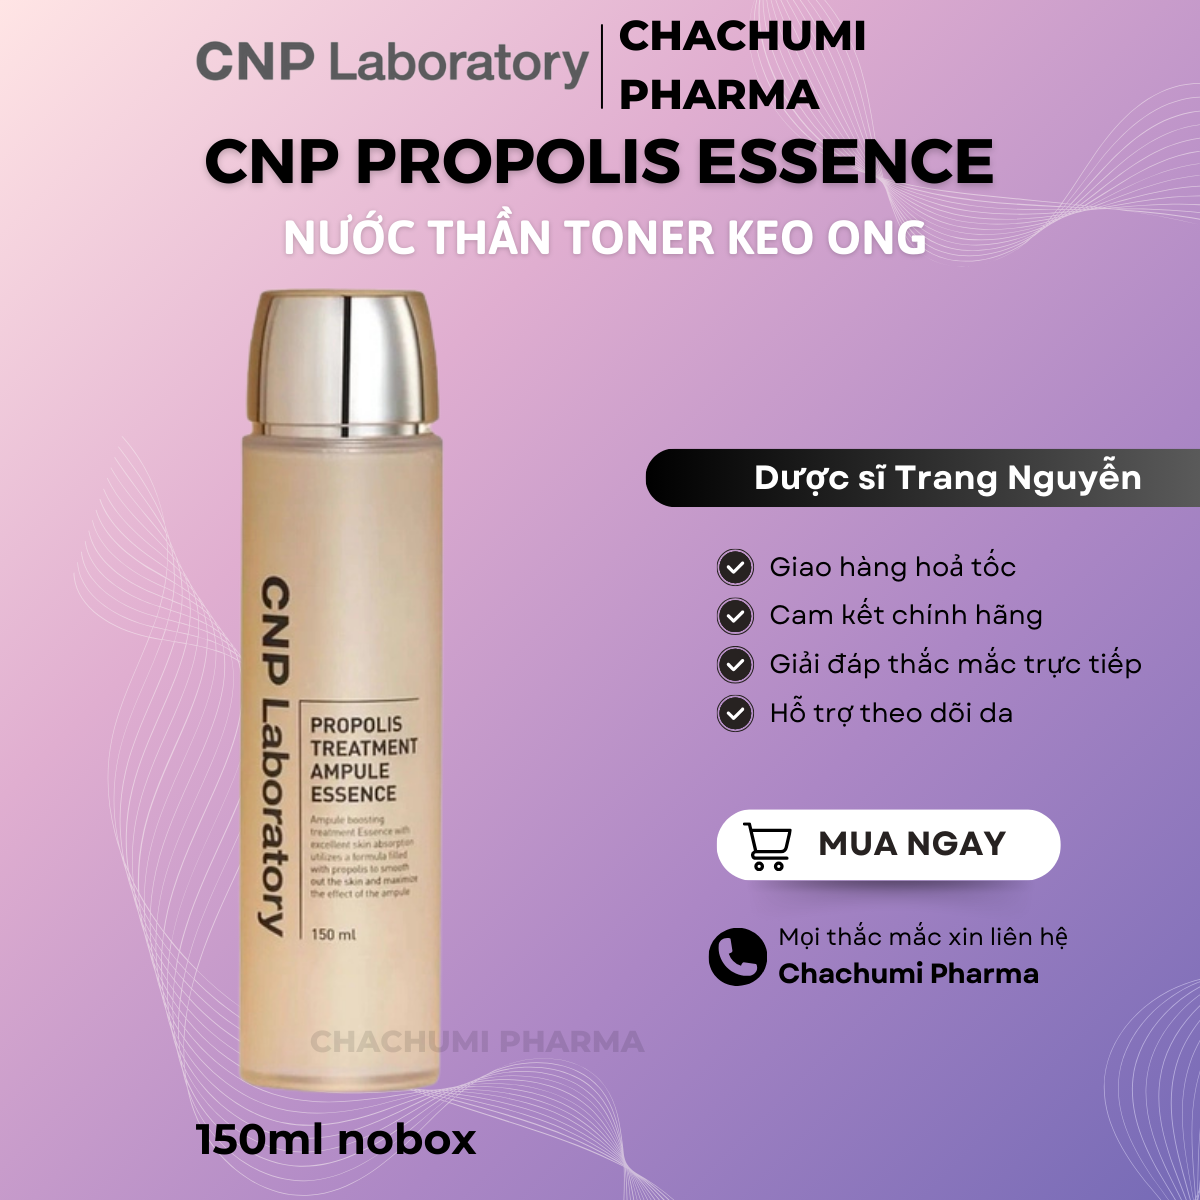 CNP Laboratory
CHACHUMI
PHARMA
CNP PROPOLIS ESSENCE
NƯỚC THẦN TONER KEO ONG
CNP Laboratory
PROPOLIS
TREATMENT
AMPULE
ESSENCE
Ampule boosting
treatment Essence with
excellent skin absorption
utilizes a formula filled
with propolis to smooth
out the skin and maximize
the effect of the ampule
150 ml
Dược sĩ Trang Nguyễn
Giao hàng hoả tốc
Cam kết chính hãng
Giải đáp thắc mắc trực tiếp
Hỗ trợ theo dõi da
MUA NGAY
Mọi thắc mắc xin liên hệ
Chachumi Pharma
CHACHUMI PHARMA
150ml nobox